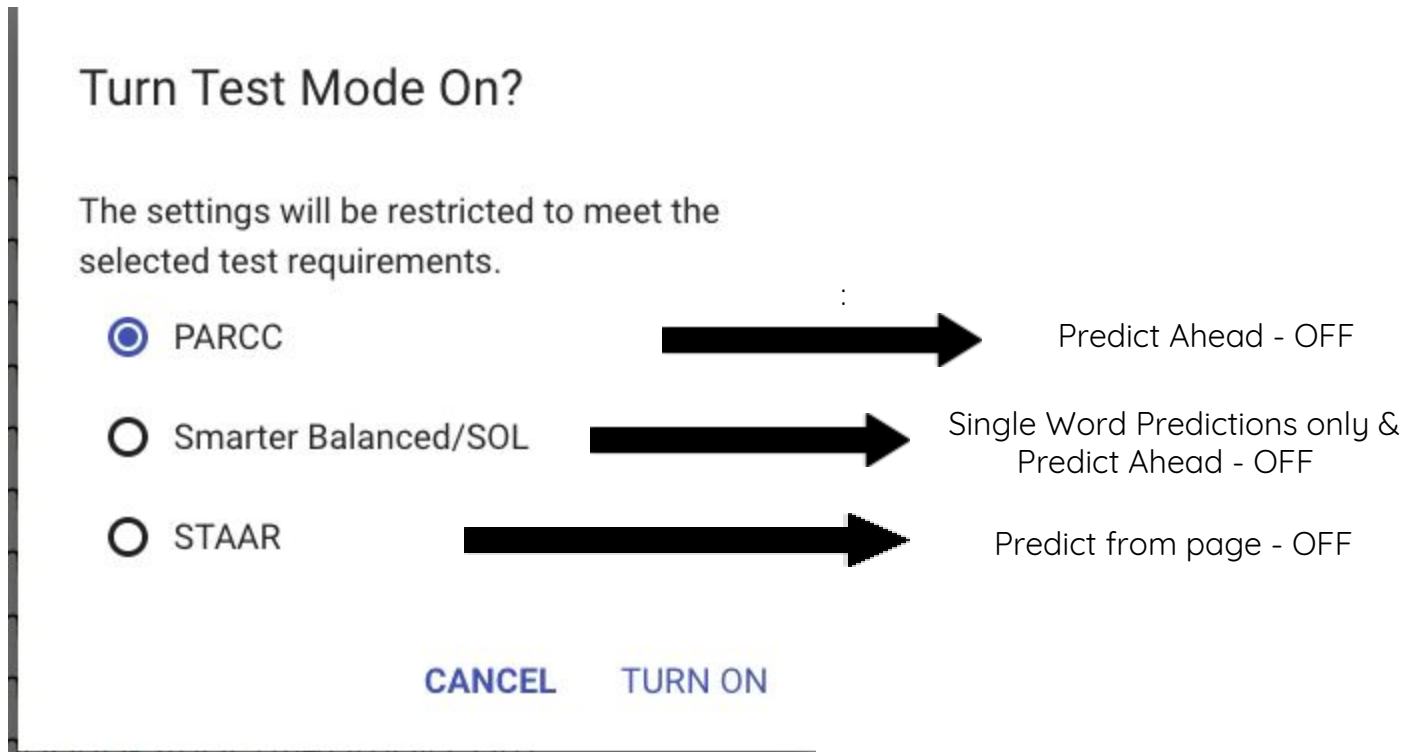 Turn Test Mode On?
The settings will be restricted to meet the
selected test requirements.
:
PARCC
Predict Ahead - OFF
Smarter Balanced/SOL
Single Word Predictions only &
Predict Ahead - OFF
STAAR
Predict from page - OFF
CANCEL TURN ON